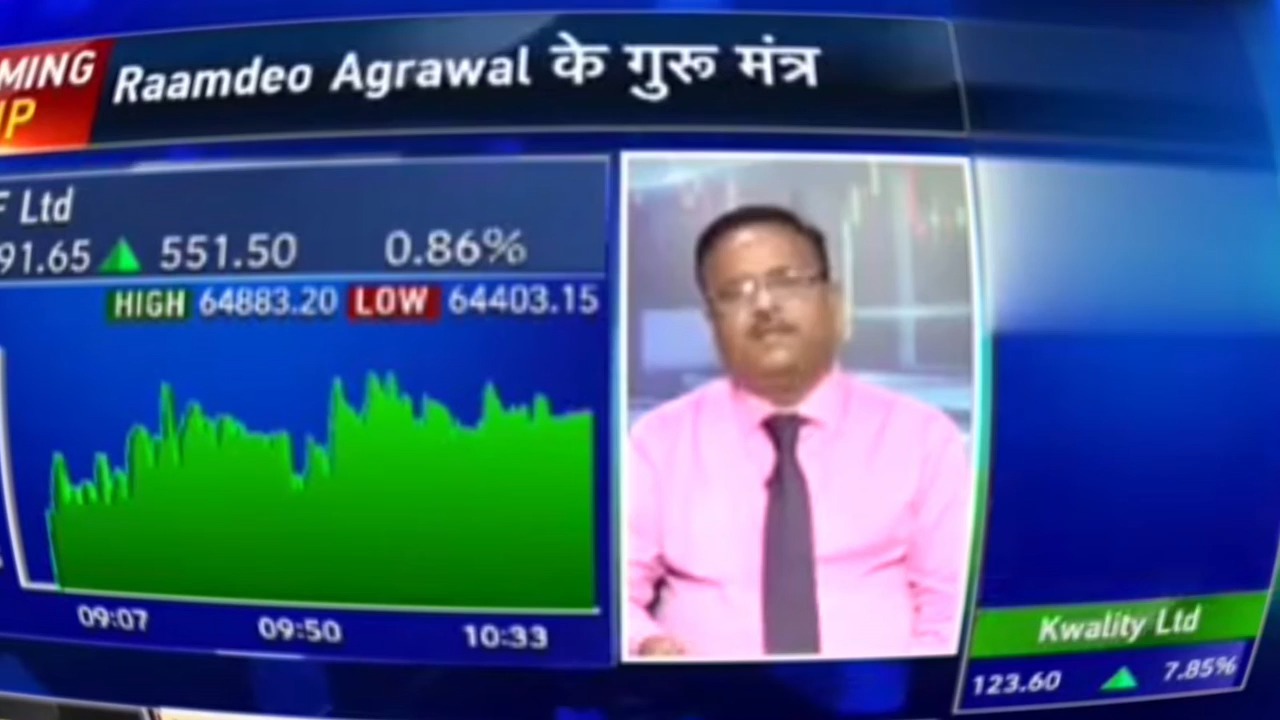 MING
IP
Raamdeo Agrawal के गुरू मंत्र
F Ltd
91.65 551.50 0.86%
HIGH 64883.20 LOW 64403.15
09:07 09:50 10:33
Kwality Ltd
123.60 7.85%